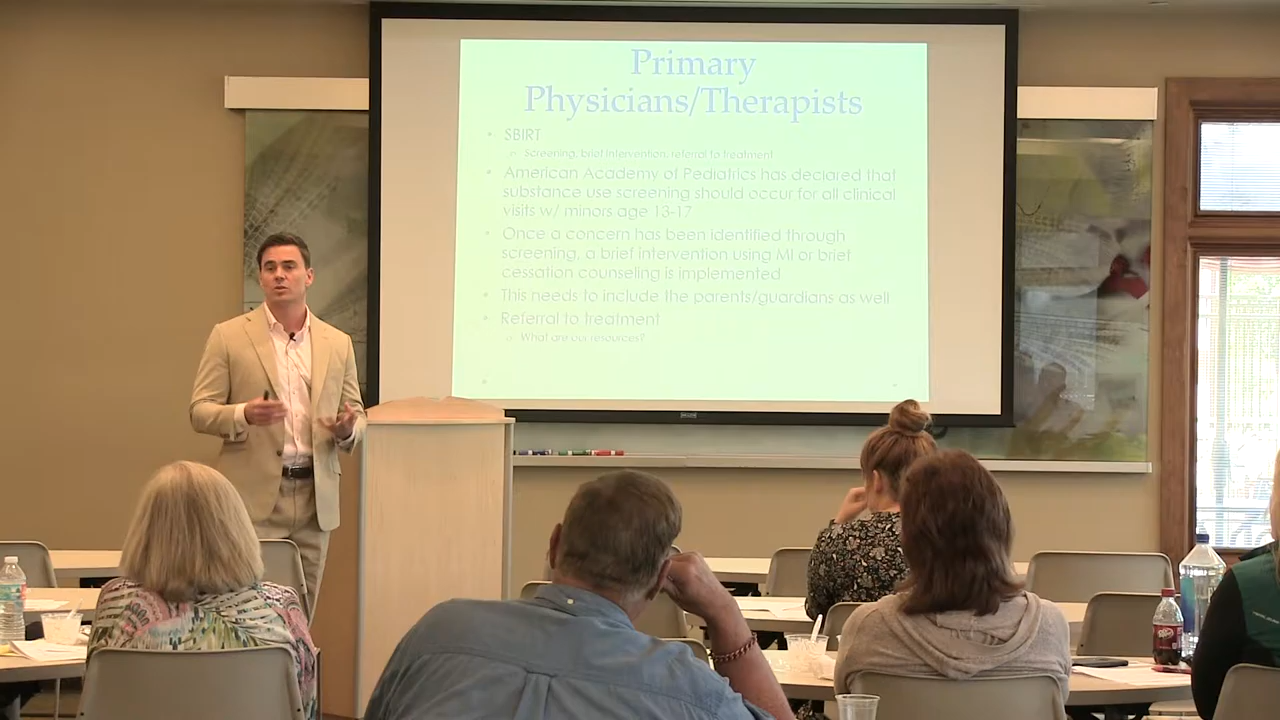 Primary
Physicians/Therapists
SBIRT
Screening, brief intervention, referral to treatment
American Academy of Pediatrics has declared that
substance use screening should occur for all clinical
visits w/ minors age 13-17
Once a concern has been identified through
screening, a brief intervention using MI or brief
cessation counseling is implemented
This needs to include the parents/guardians as well
Referral to treatment
What are our resources?